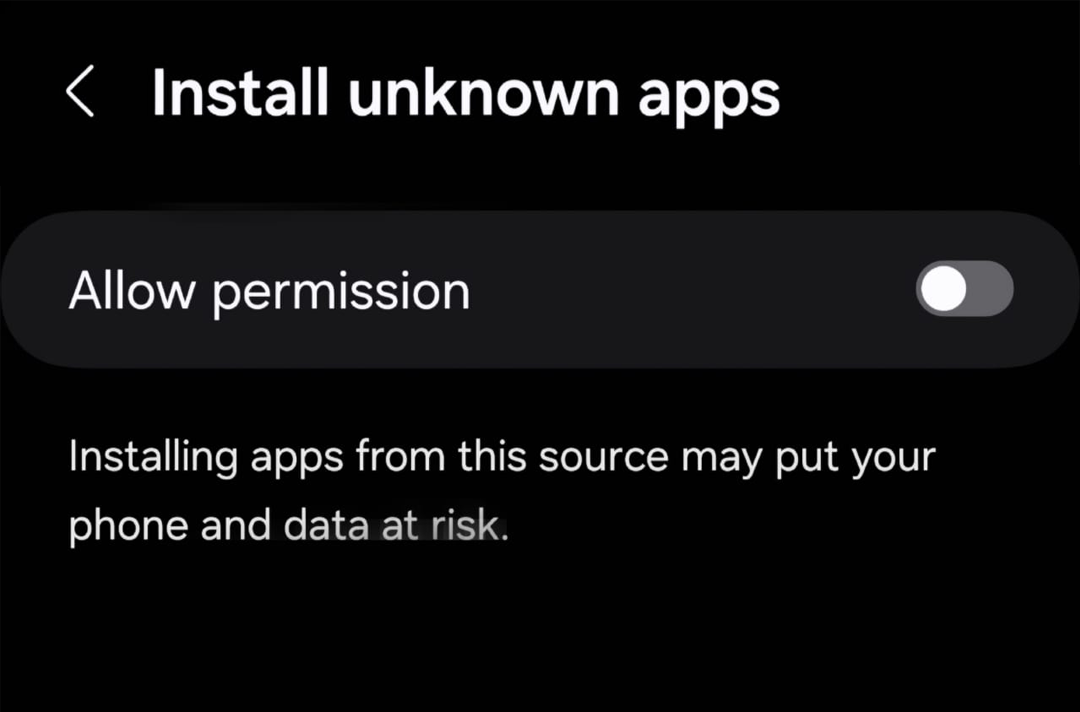 Install unknown apps
Allow permission
Installing apps from this source may put your
phone and data at risk.